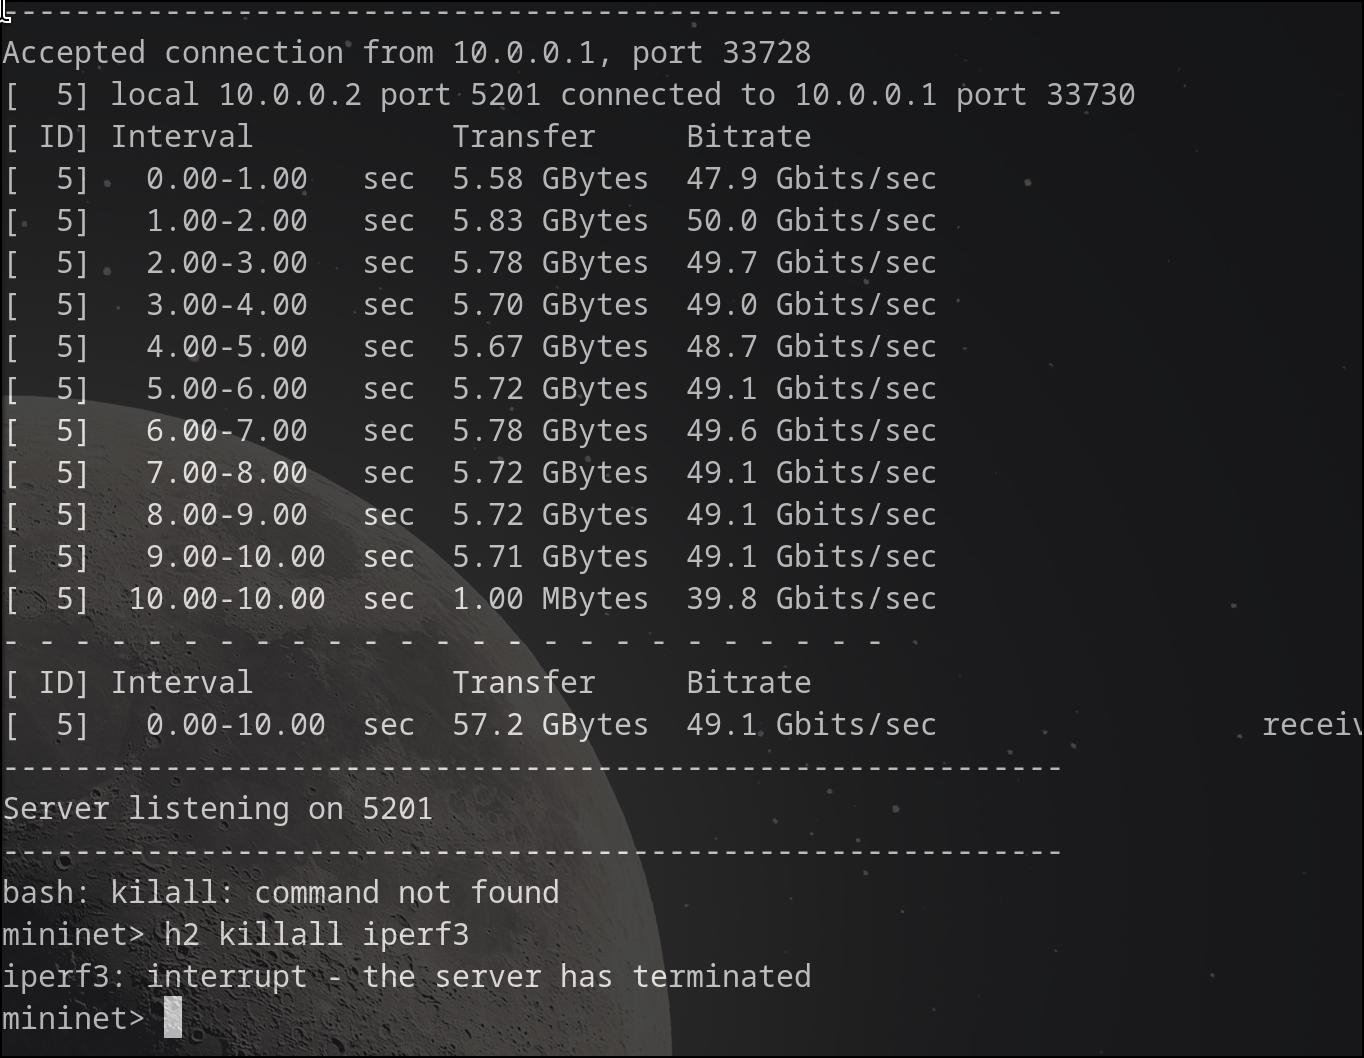 -----------------------------------------------------------
Accepted connection from 10.0.0.1, port 33728
[  5] local 10.0.0.2 port 5201 connected to 10.0.0.1 port 33730
[ ID] Interval           Transfer     Bitrate
[  5]   0.00-1.00   sec  5.58 GBytes  47.9 Gbits/sec
[  5]   1.00-2.00   sec  5.83 GBytes  50.0 Gbits/sec
[  5]   2.00-3.00   sec  5.78 GBytes  49.7 Gbits/sec
[  5]   3.00-4.00   sec  5.70 GBytes  49.0 Gbits/sec
[  5]   4.00-5.00   sec  5.67 GBytes  48.7 Gbits/sec
[  5]   5.00-6.00   sec  5.72 GBytes  49.1 Gbits/sec
[  5]   6.00-7.00   sec  5.78 GBytes  49.6 Gbits/sec
[  5]   7.00-8.00   sec  5.72 GBytes  49.1 Gbits/sec
[  5]   8.00-9.00   sec  5.72 GBytes  49.1 Gbits/sec
[  5]   9.00-10.00  sec  5.71 GBytes  49.1 Gbits/sec
[  5]  10.00-10.00  sec  1.00 MBytes  39.8 Gbits/sec
- - - - - - - - - - - - - - - - - - - - - - - - -
[ ID] Interval           Transfer     Bitrate
[  5]   0.00-10.00  sec  57.2 GBytes  49.1 Gbits/sec                  receiv
-----------------------------------------------------------
Server listening on 5201
-----------------------------------------------------------
bash: kilall: command not found
mininet> h2 killall iperf3
iperf3: interrupt - the server has terminated
mininet>